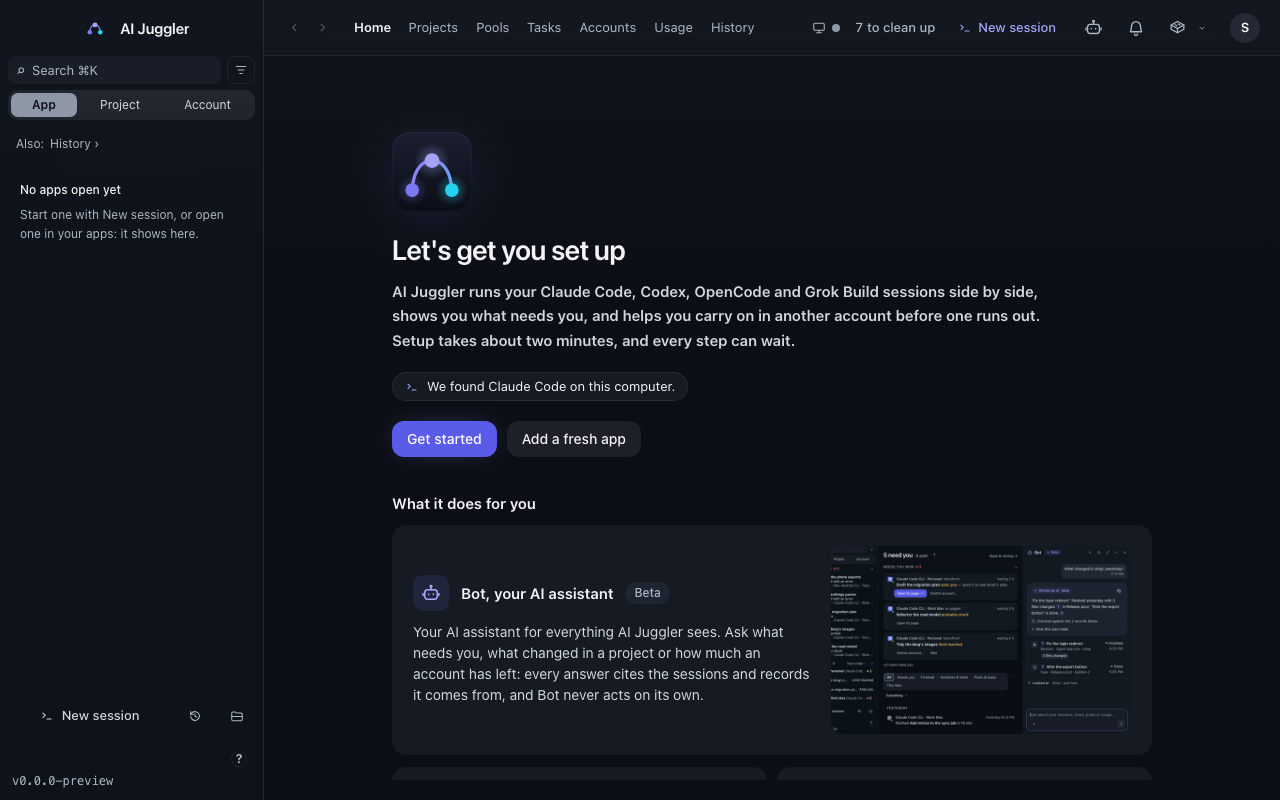 AI Juggler
Home Projects Pools Tasks Accounts Usage History
7 to clean up
New session
S
Search ⌘K
App Project Account
Also: History ›
No apps open yet
Start one with New session, or open
one in your apps: it shows here.
Let's get you set up
AI Juggler runs your Claude Code, Codex, OpenCode and Grok Build sessions side by side,
shows you what needs you, and helps you carry on in another account before one runs out.
Setup takes about two minutes, and every step can wait.
We found Claude Code on this computer.
Get started Add a fresh app
What it does for you
Bot, your AI assistant Beta
Your AI assistant for everything AI Juggler sees. Ask what
needs you, what changed in a project or how much an
account has left: every answer cites the sessions and records
it comes from, and Bot never acts on its own.
5 need you
New session
?
v0.0.0-preview